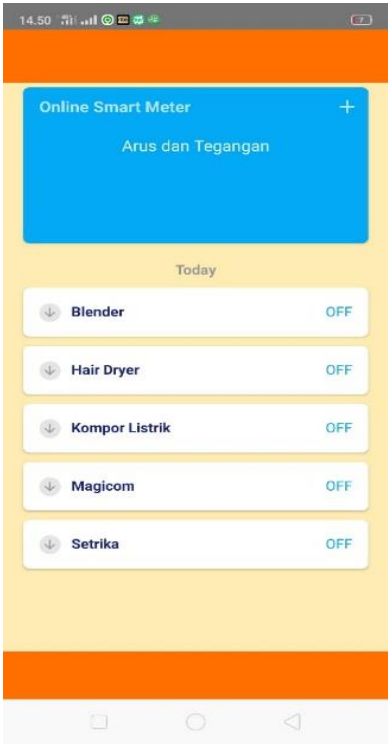 14.50
Online Smart Meter +
Arus dan Tegangan
Today
Blender OFF
Hair Dryer OFF
Kompor Listrik OFF
Magicom OFF
Setrika OFF